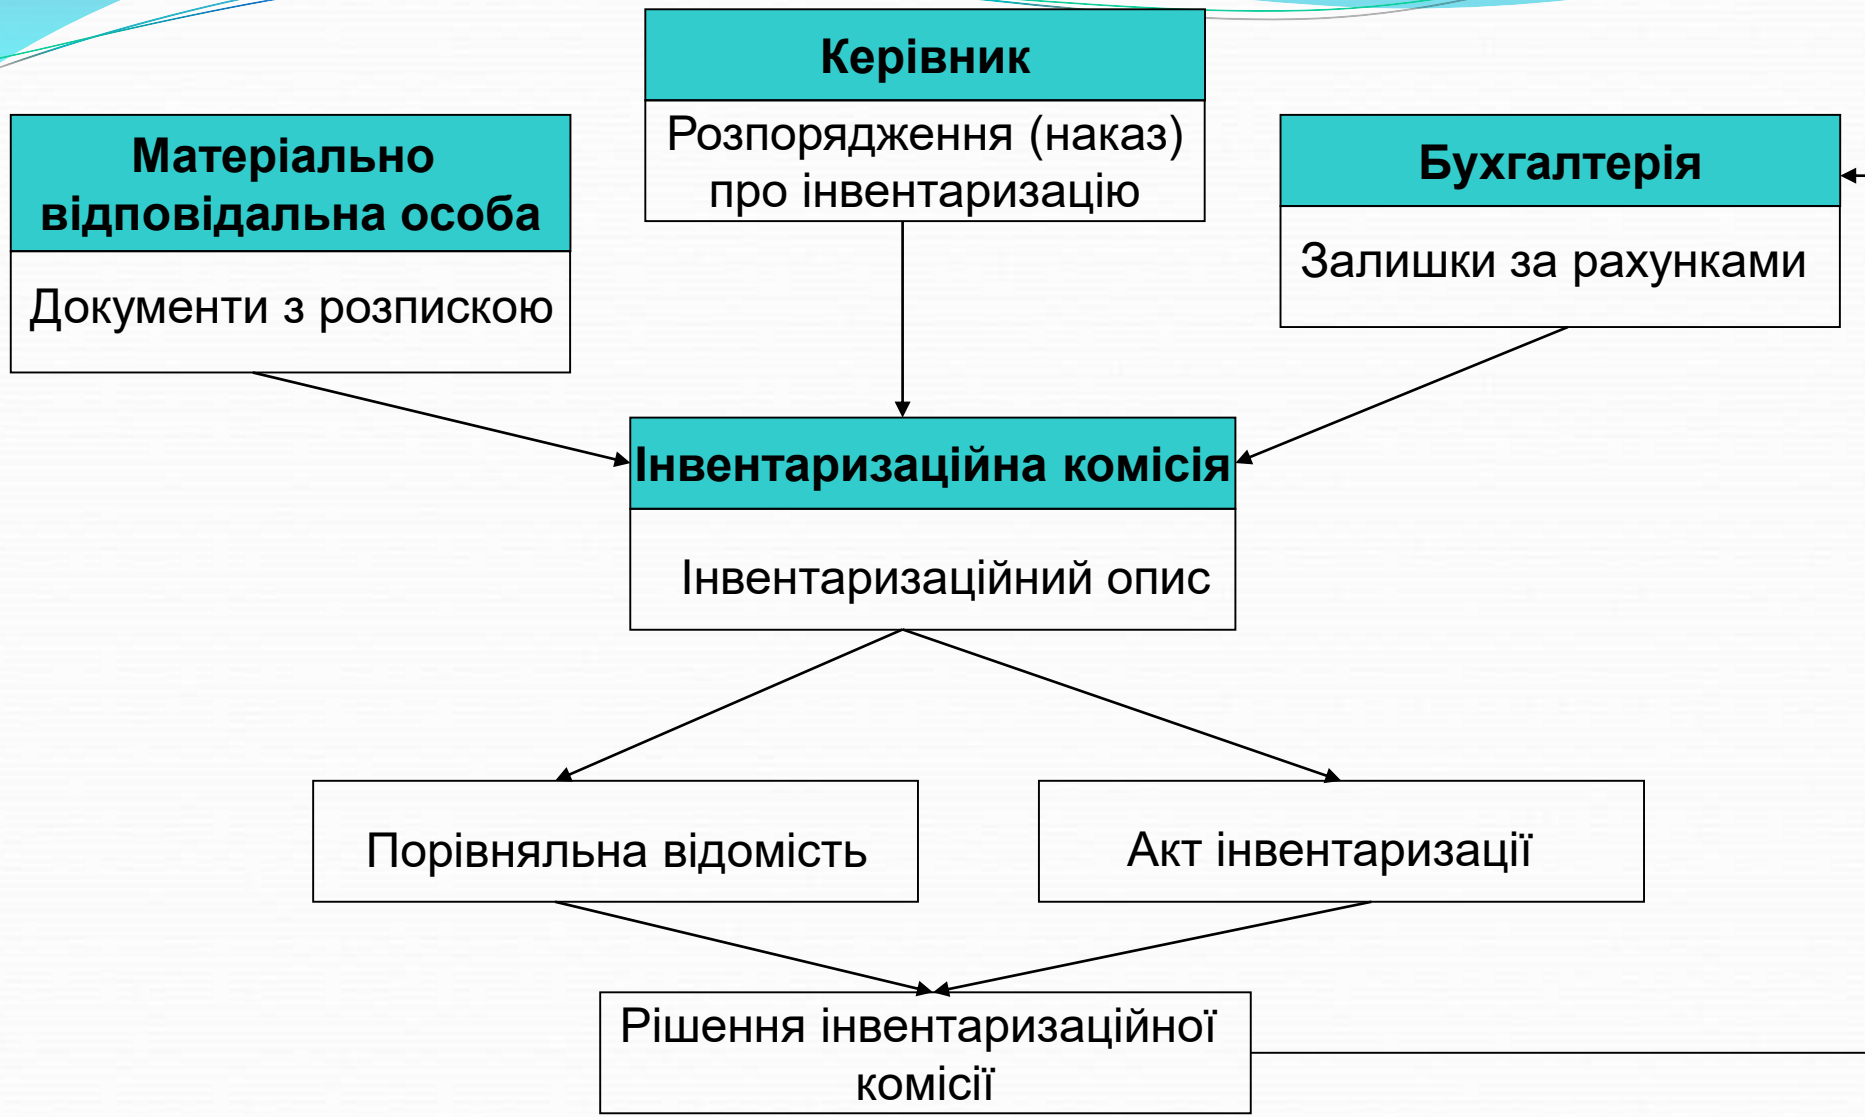 Керівник
Розпорядження (наказ)
про інвентаризацію
Матеріально
відповідальна особа
Документи з розпискою
Бухгалтерія
Залишки за рахунками
Інвентаризаційна комісія
Інвентаризаційний опис
Порівняльна відомість
Акт інвентаризації
Рішення інвентаризаційної
комісії